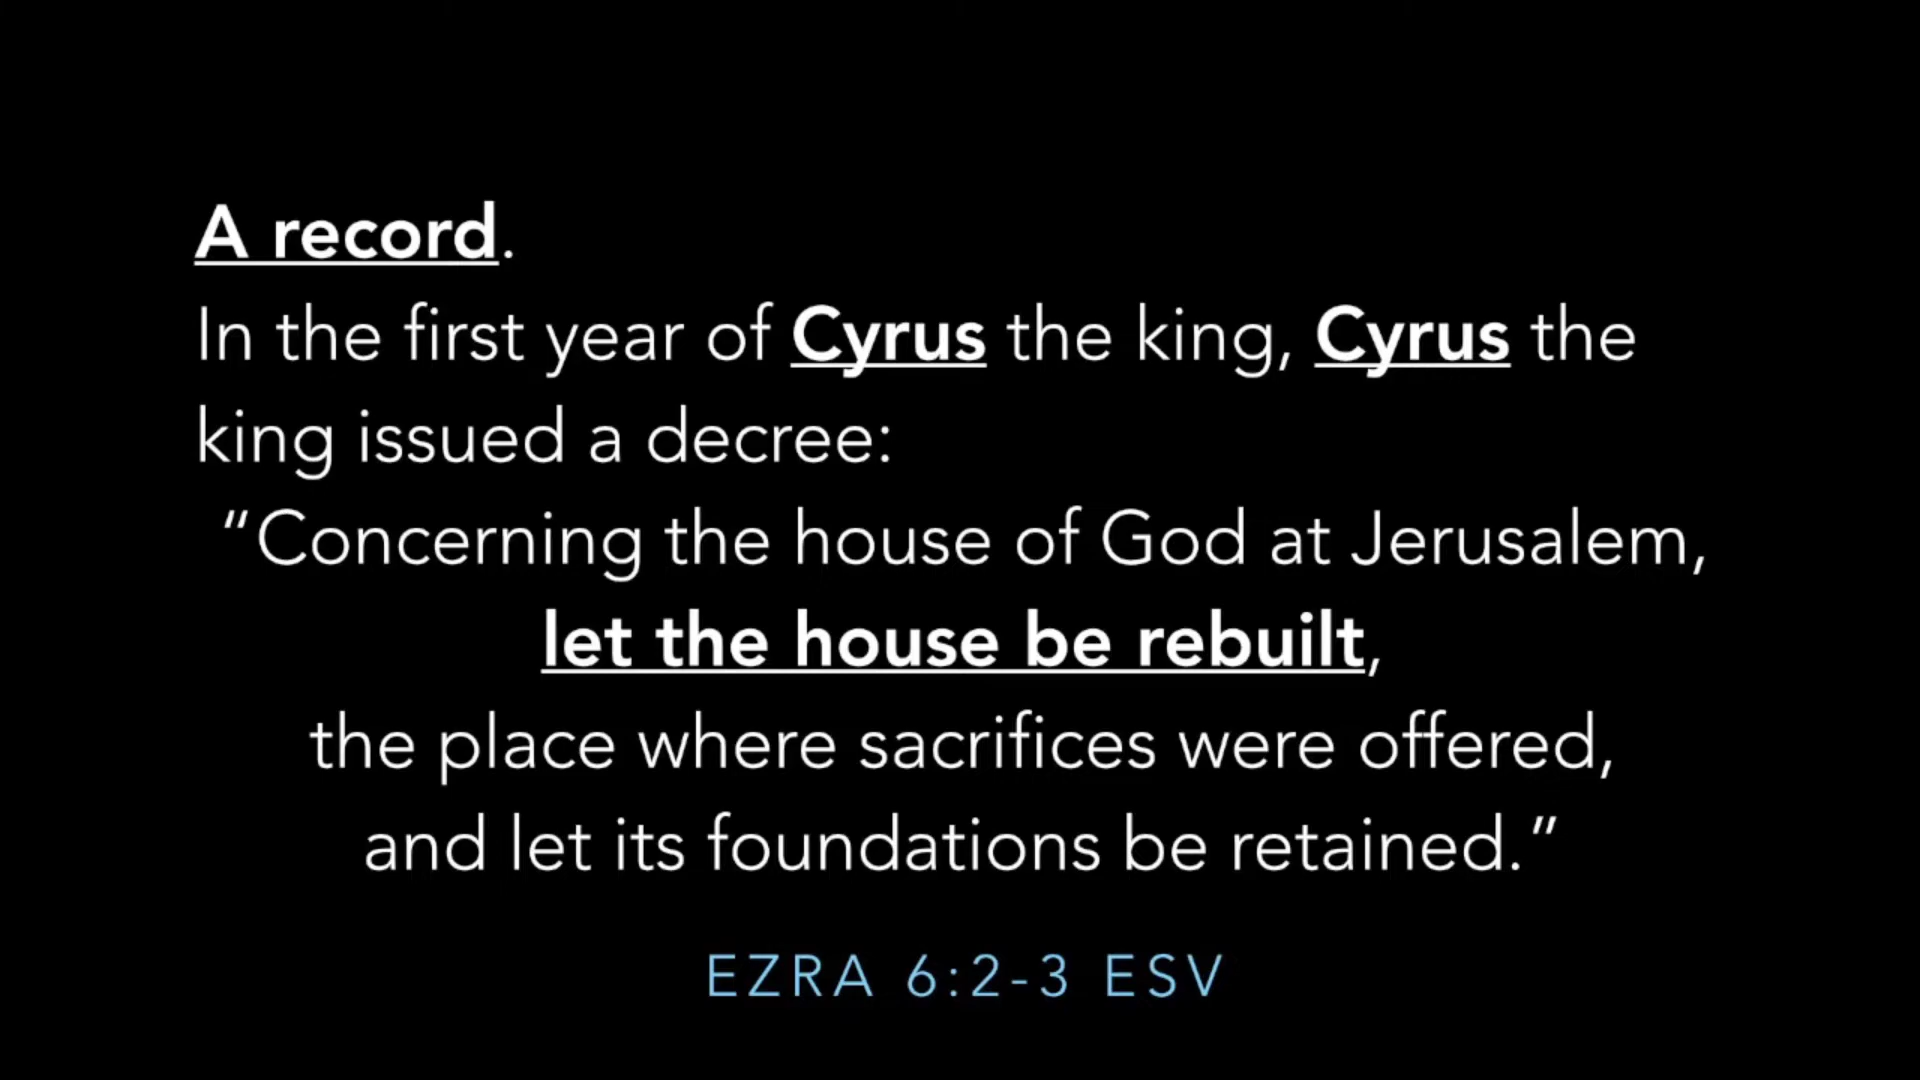 A record.
In the first year of Cyrus the king, Cyrus the
king issued a decree:
“Concerning the house of God at Jerusalem,
let the house be rebuilt,
the place where sacrifices were offered,
and let its foundations be retained.”
EZRA 6:2-3 ESV